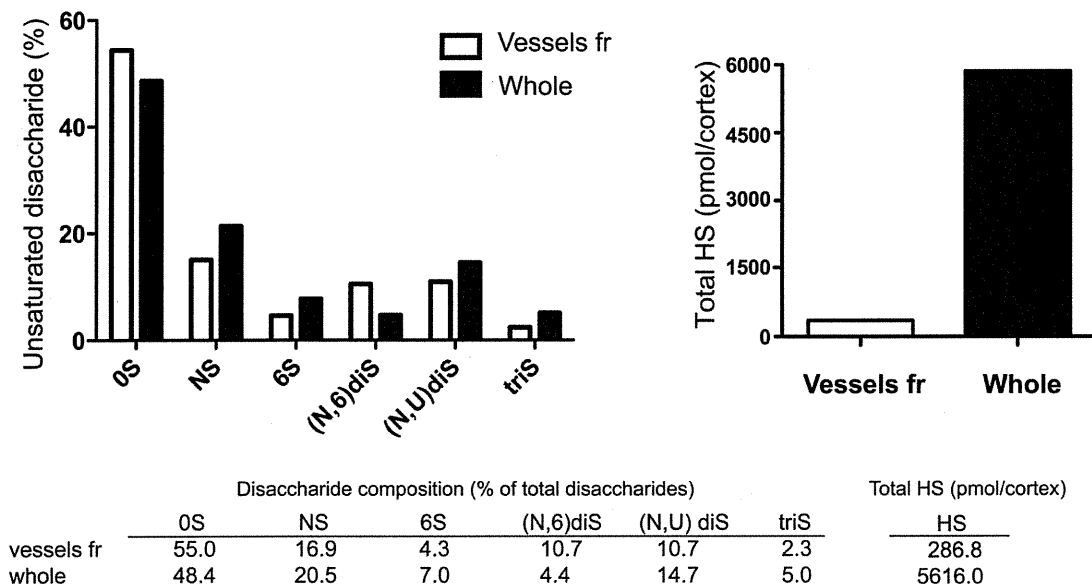 Unsaturated disaccharide (%)
60
40
20
0
0S
NS
6S
(N,6)diS
(N,U)diS
triS
Vessels fr
Whole
Total HS (pmol/cortex)
6000
4500
3000
1500
0
Vessels fr Whole
Disaccharide composition (% of total disaccharides) Total HS (pmol/cortex)
0S NS 6S (N,6)diS (N,U) diS triS HS
vessels fr 55.0 16.9 4.3 10.7 10.7 2.3 286.8
whole 48.4 20.5 7.0 4.4 14.7 5.0 5616.0